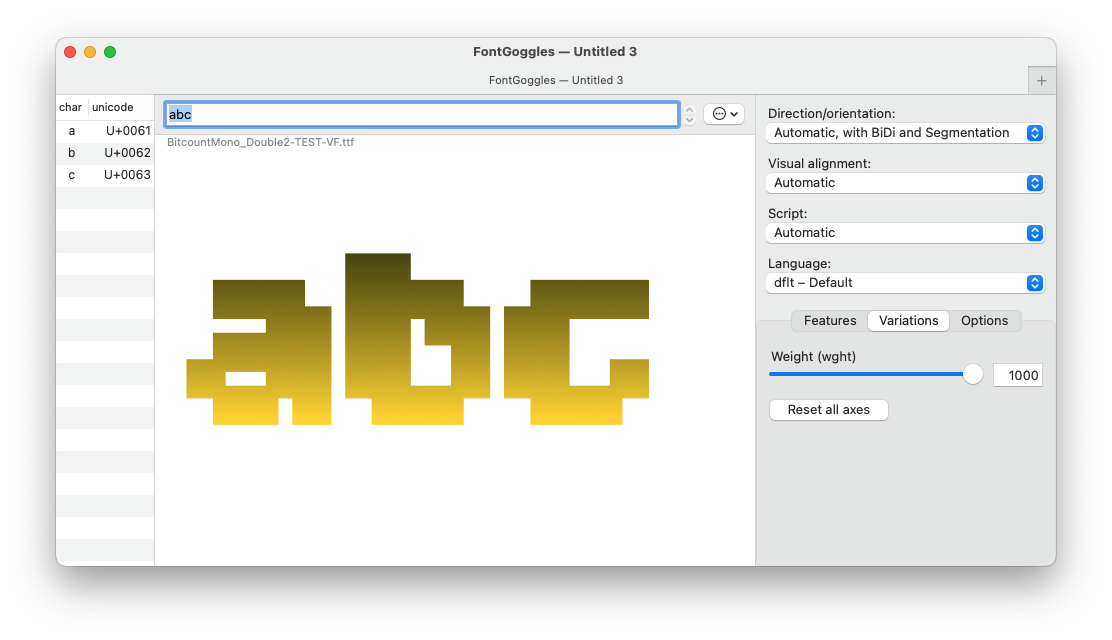 FontGoggles — Untitled 3
FontGoggles — Untitled 3
char unicode
a U+0061
b U+0062
c U+0063
abc
BitcountMono_Double2-TEST-VF.ttf
abc
Direction/orientation:
Automatic, with BiDi and Segmentation
Visual alignment:
Automatic
Script:
Automatic
Language:
dflt – Default
Features Variations Options
Weight (wght)
1000
Reset all axes